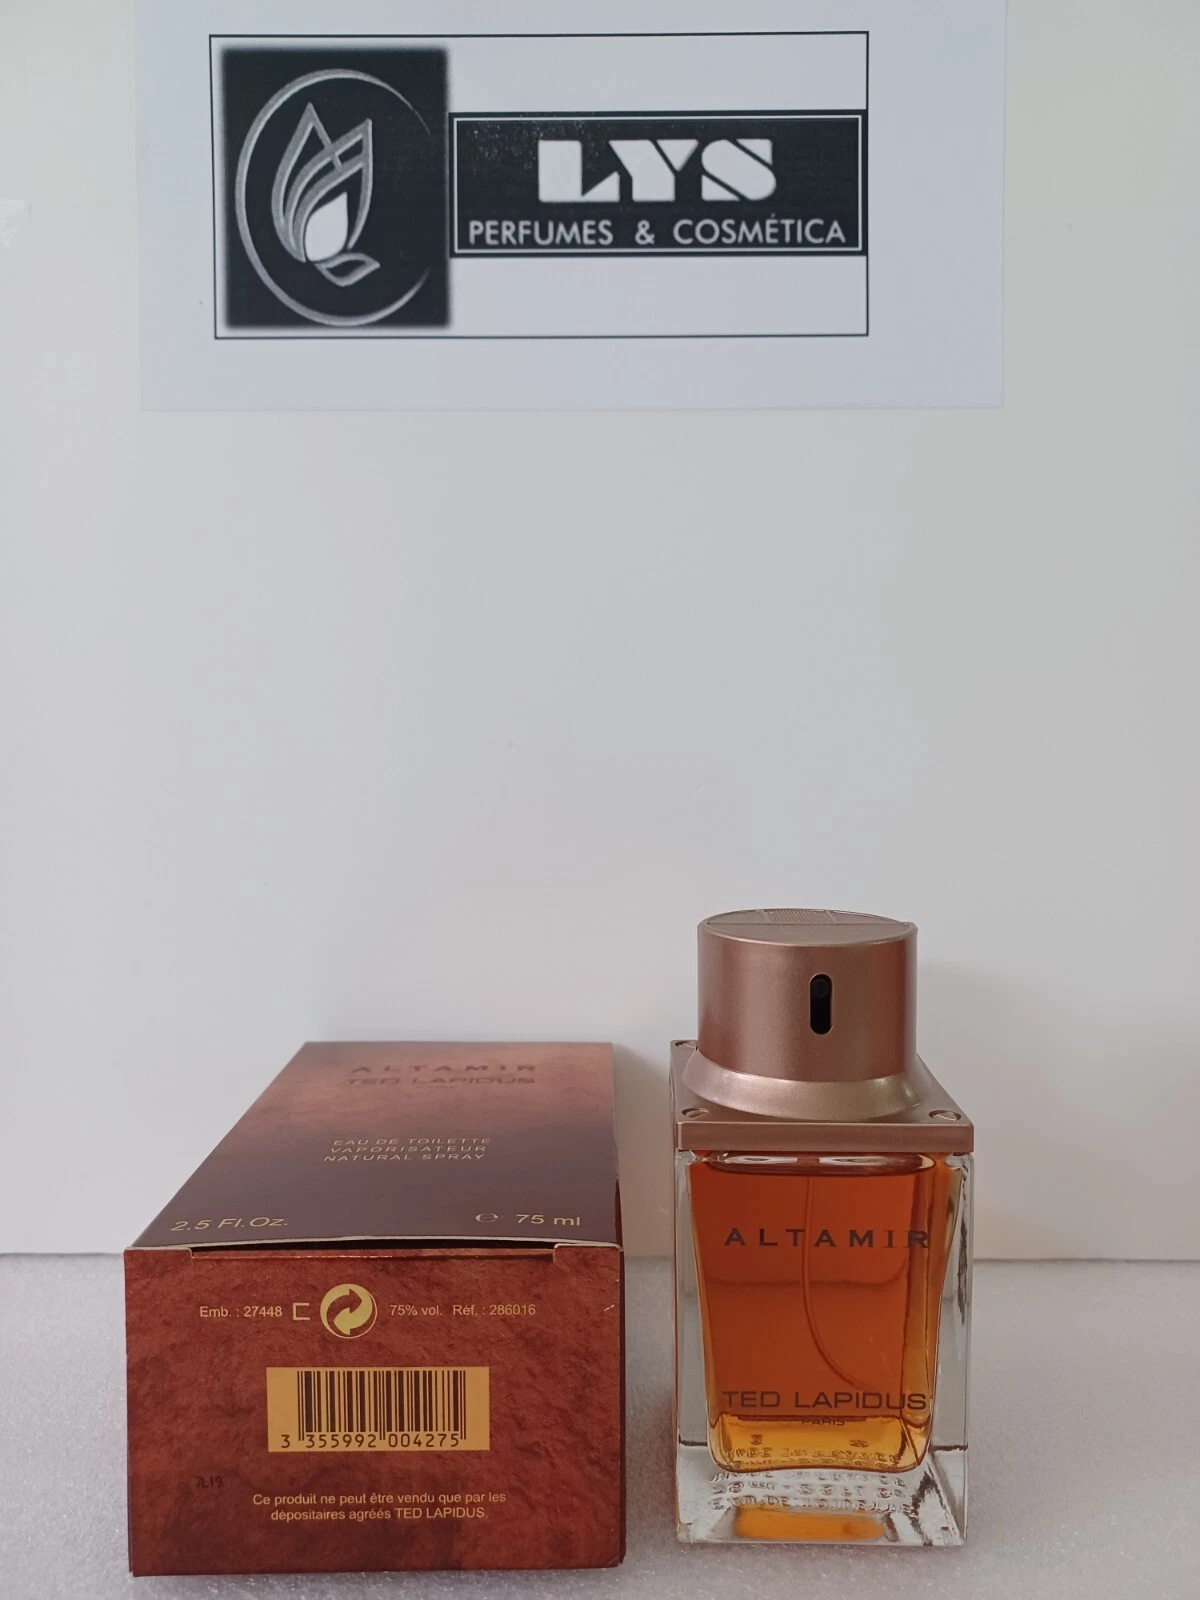 LYS
PERFUMES & COSMÉTICA
ALTAMIR
TED LAPIDUS
EAU DE TOILETTE
VAPORISATEUR
NATURAL SPRAY
2.5 Fl.Oz. ℮ 75 ml
Emb. : 27448 75% vol. Réf. : 286016
3 355992 004275
Ce produit ne peut être vendu que par les
dépositaires agréés TED LAPIDUS.
ALTAMIR
TED LAPIDUS
PARIS